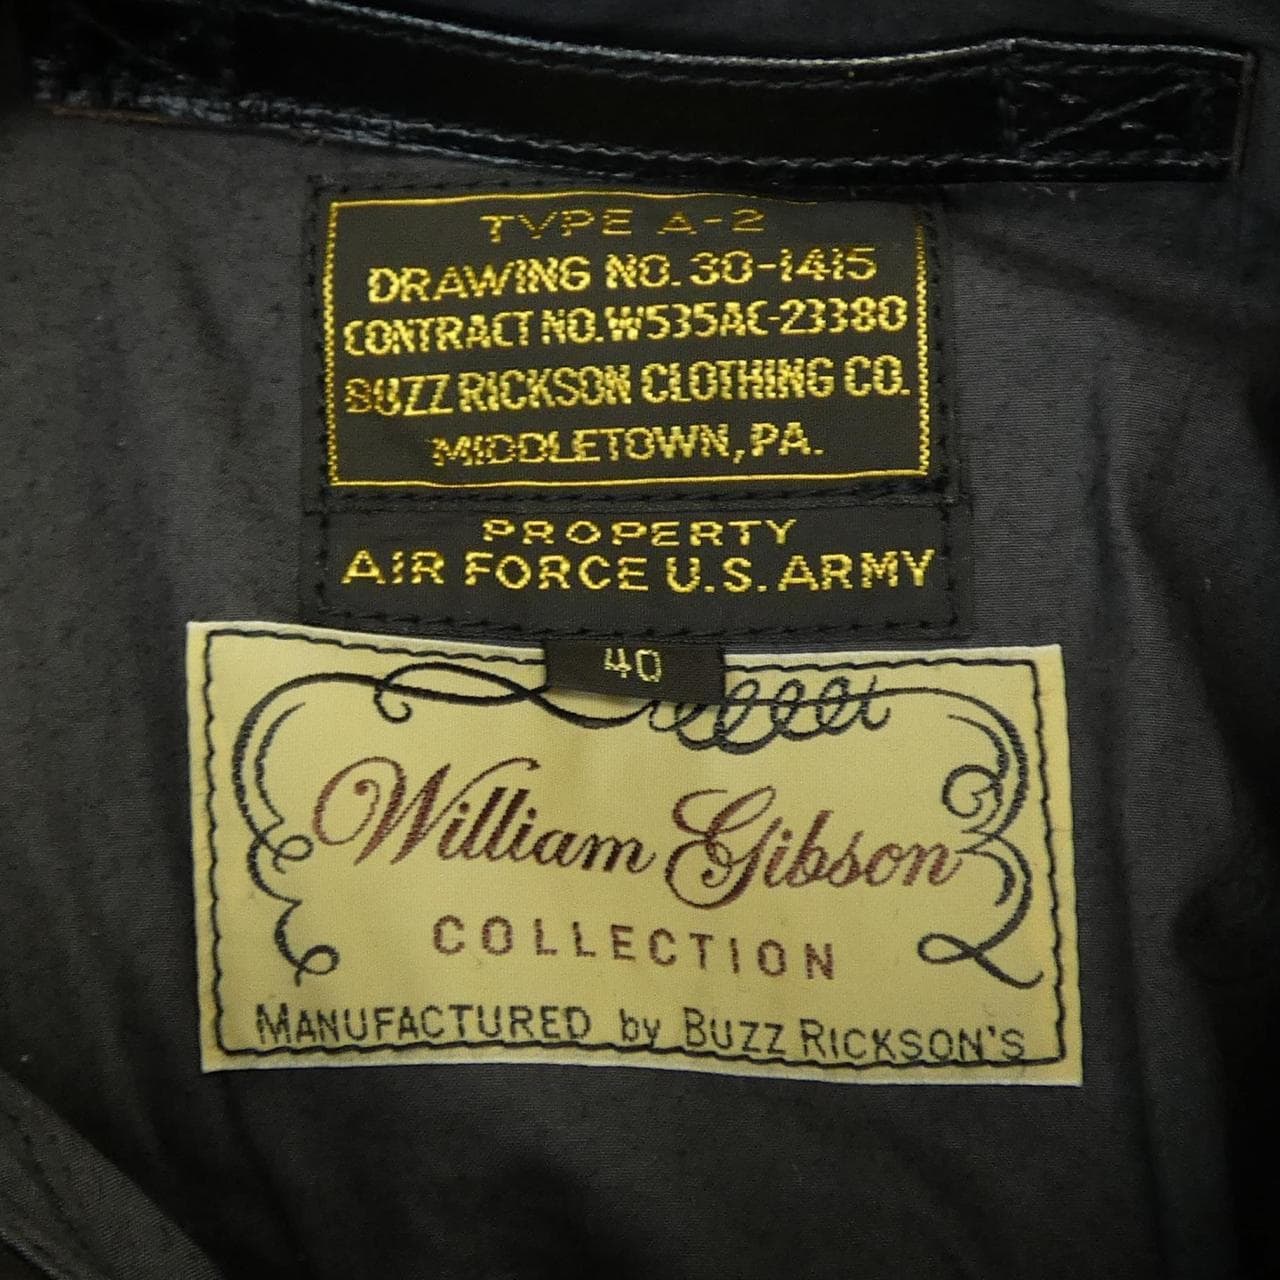 TYPE A-2
DRAWING NO. 30-1415
CONTRACT NO. W535AC-23380
BUZZ RICKSON CLOTHING CO.
MIDDLETOWN, PA.
PROPERTY
AIR FORCE U.S. ARMY
40
William Gibson
COLLECTION
MANUFACTURED by BUZZ RICKSON'S